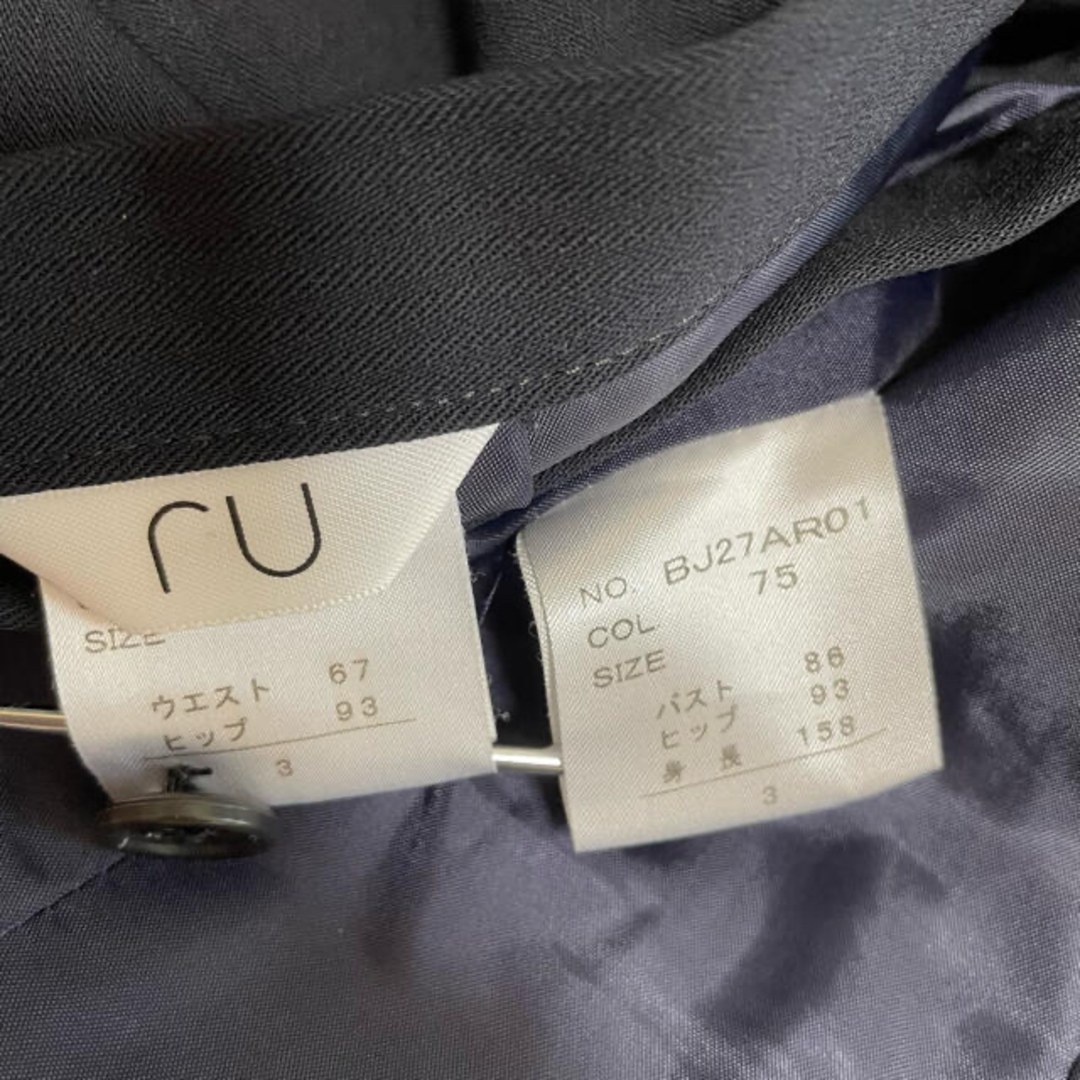 ru
SIZE
ウエスト 67
ヒップ 93
3
NO. BJ27AR01
COL. 75
SIZE
バスト 86
ヒップ 93
身 長 158
3